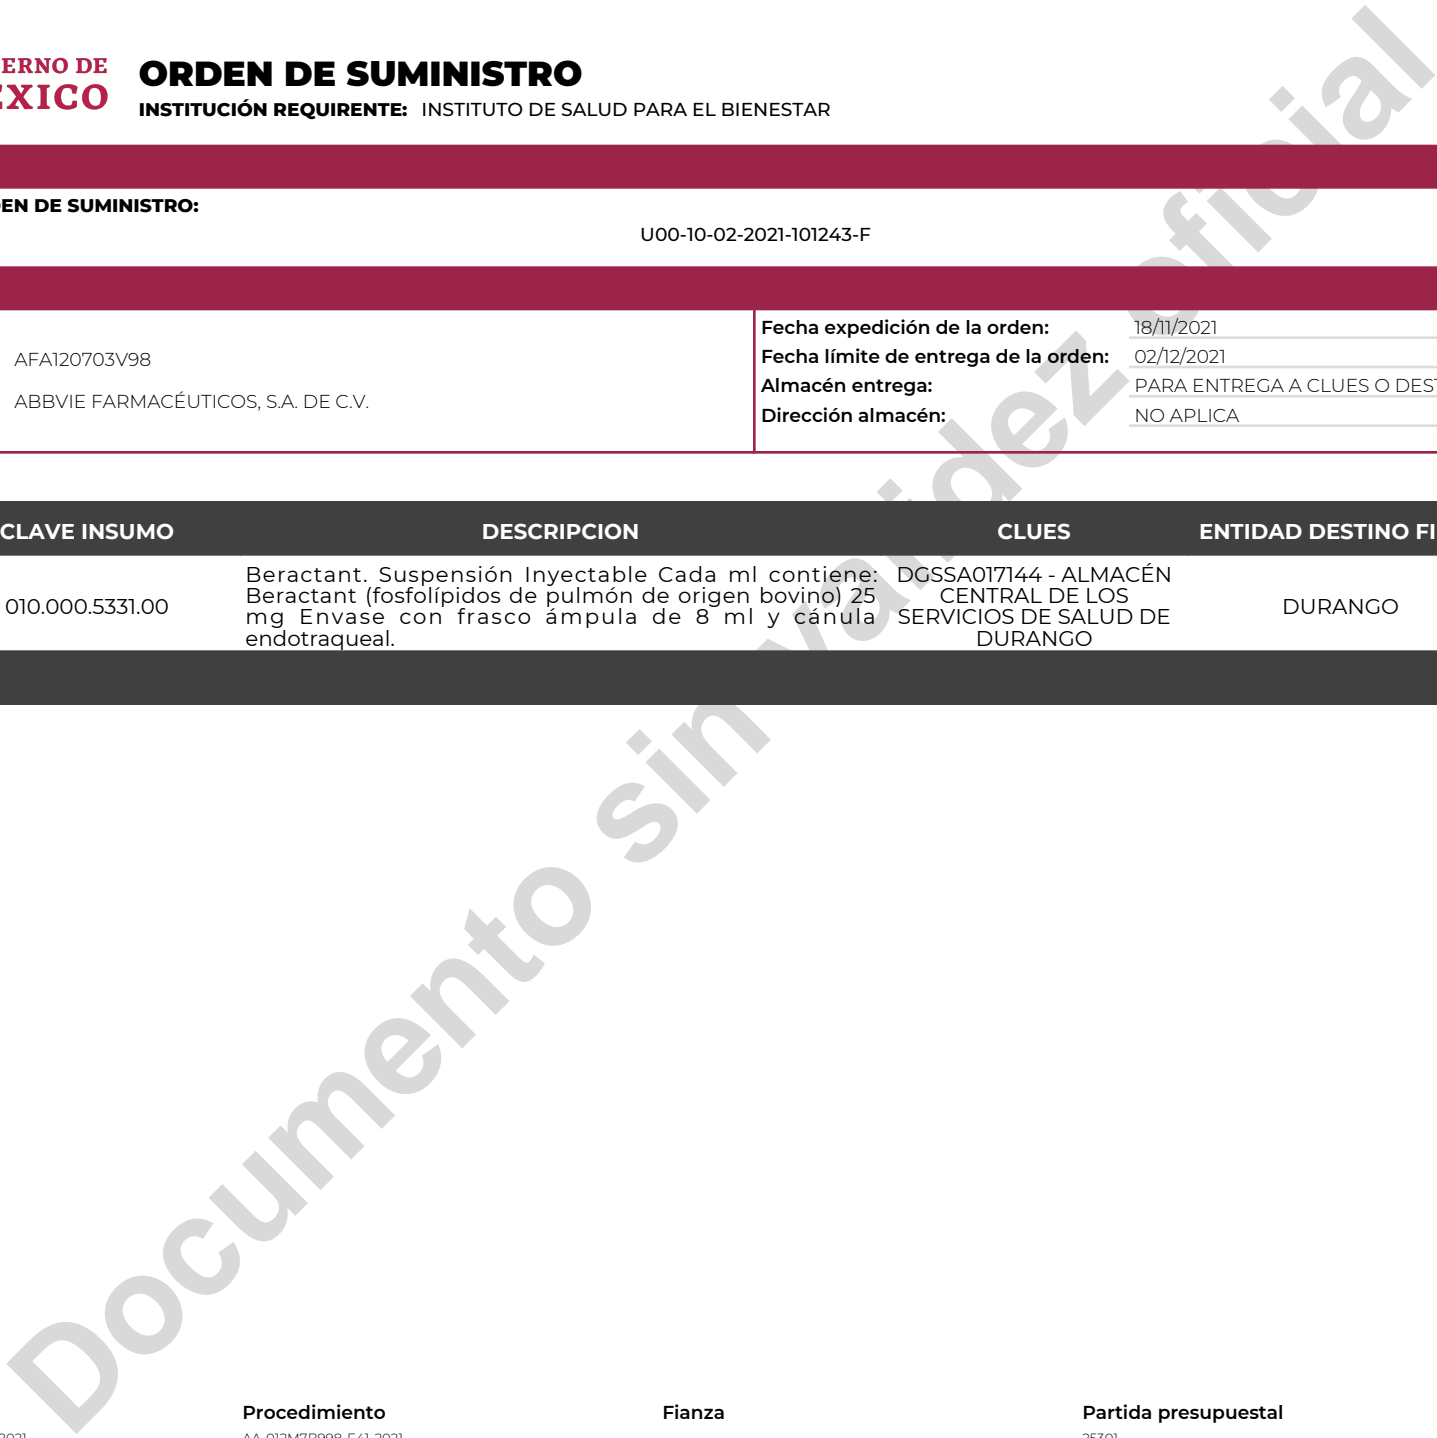 ERNO DE
ORDEN DE SUMINISTRO
EXICO
INSTITUCIÓN REQUIRENTE: INSTITUTO DE SALUD PARA EL BIENESTAR
EN DE SUMINISTRO:
U00-10-02-2021-101243-F
Fecha expedición de la orden: 18/11/2021
AFA120703V98
Fecha límite de entrega de la orden: 02/12/2021
Almacén entrega: PARA ENTREGA A CLUES O DEST
ABBVIE FARMACÉUTICOS, S.A. DE C.V.
Dirección almacén: NO APLICA
CLAVE INSUMO DESCRIPCION CLUES ENTIDAD DESTINO FI
010.000.5331.00
Beractant. Suspensión Inyectable Cada ml contiene:
Beractant (fosfolípidos de pulmón de origen bovino) 25
mg Envase con frasco ámpula de 8 ml y cánula
endotraqueal.
DGSSA017144 - ALMACÉN
CENTRAL DE LOS
SERVICIOS DE SALUD DE
DURANGO
DURANGO
Documento sin validez oficial
Procedimiento Fianza Partida presupuestal